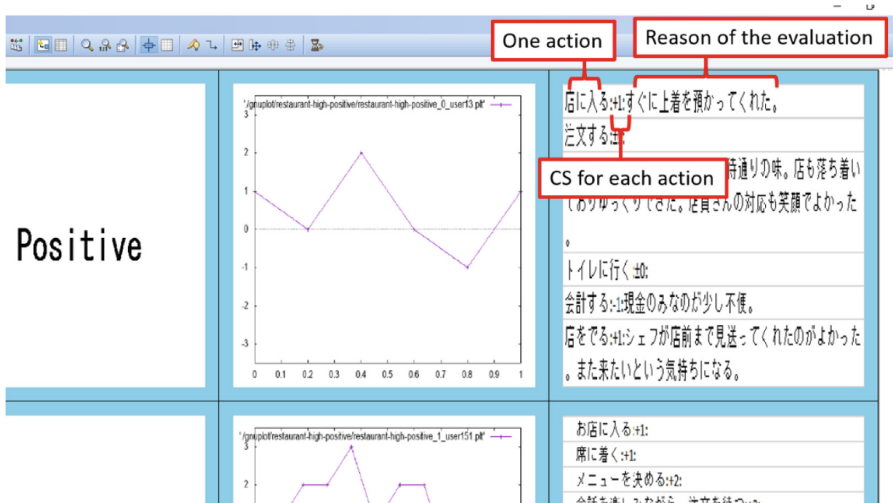 One action
Reason of the evaluation
Positive
"/gnuplot/restaurant-high-positive/restaurant-high-positive_0_user13.plt"
3
2
1
0
-1
-2
-3
0 0.1 0.2 0.3 0.4 0.5 0.6 0.7 0.8 0.9 1
店に入る:+1:すぐに上着を預かってくれた。
注文する:±0:
CS for each action
待通りの味。店も落ち着い
ておりゆっくりできた。店員さんの対応も笑顔でよかった
。
トイレに行く:±0:
会計する:-1:現金のみなのが少し不便。
店をでる:+1:シェフが店前まで見送ってくれたのがよかった
。また来たいという気持ちになる。
"/gnuplot/restaurant-high-positive/restaurant-high-positive_1_user151.plt"
3
2
お店に入る:+1:
席に着く:+1:
メニューを決める:+2: